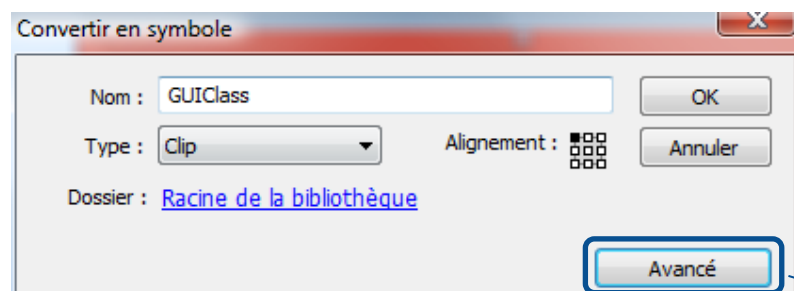 Convertir en symbole
Nom : GUIClass OK
Type : Clip Alignement : Annuler
Dossier : Racine de la bibliothèque
Avancé